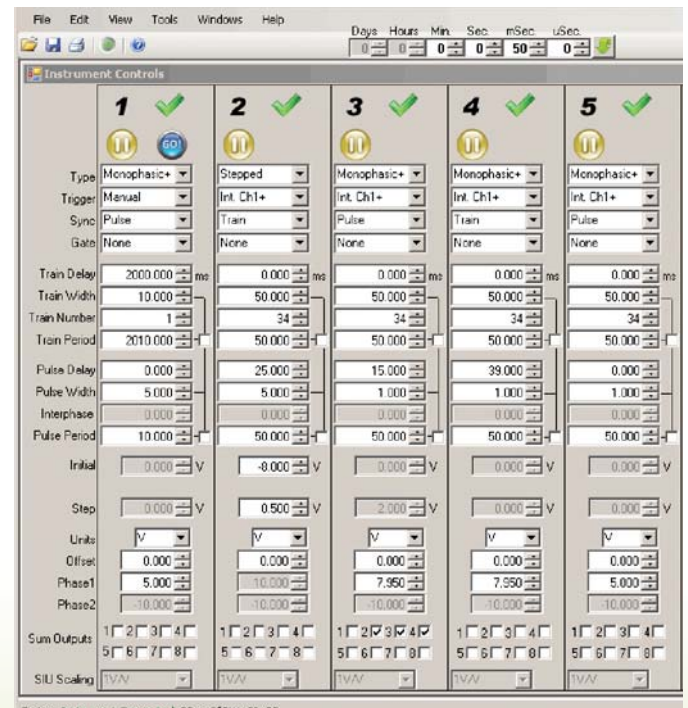 File Edit View Tools Windows Help
Days Hours Min. Sec. mSec. uSec.
0 0 0 0 50 0
Instrument Controls
1 2 3 4 5
GO!
Type Monophasic+ Stepped Monophasic+ Monophasic+ Monophasic+
Trigger Manual Int. Ch1+ Int. Ch1+ Int. Ch1+ Int. Ch1+
Sync Pulse Train Pulse Train Pulse
Gate None None None None None
Train Delay 2000.000 ms 0.000 ms 0.000 ms 0.000 ms 0.000
Train Width 10.000 50.000 50.000 50.000 50.000
Train Number 1 34 34 34 34
Train Period 2010.000 50.000 50.000 50.000 50.000
Pulse Delay 0.000 25.000 15.000 39.000 0.000
Pulse Width 5.000 5.000 1.000 1.000 1.000
Interphase 0.000 0.000 0.000 0.000 0.000
Pulse Period 10.000 50.000 50.000 50.000 50.000
Initial 0.000 V -8.000 V 0.000 V 0.000 V 0.000
Step 0.000 V 0.500 V 2.000 V 0.000 V 0.000
Units V V V V V
Offset 0.000 0.000 0.000 0.000 0.000
Phase1 5.000 10.000 7.950 7.950 5.000
Phase2 -10.000 -10.000 -10.000 -10.000 -10.000
Sum Outputs 1 2 3 4 1 2 3 4 1 2 3 4 1 2 3 4 1 2 3 4
5 6 7 8 5 6 7 8 5 6 7 8 5 6 7 8 5 6 7 8
SIU Scaling 1V/V 1V/V 1V/V 1V/V 1V/V